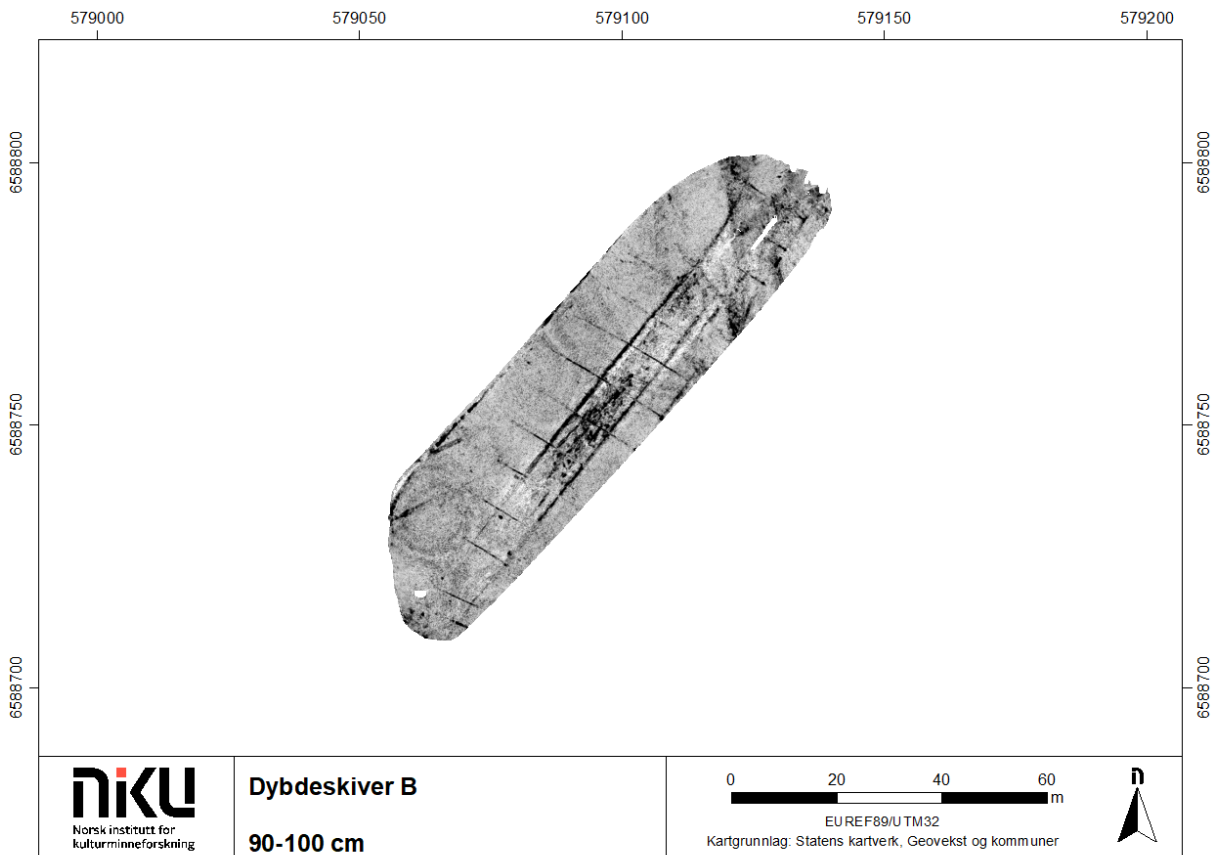 579000 579050 579100 579150 579200
6588800 6588800
6588750 6588750
6588700 6588700
niKU
Norsk institutt for
kulturminneforskning
Dybdeskiver B
90-100 cm
0 20 40 60
m
EUREF89/UTM32
Kartgrunnlag: Statens kartverk, Geovekst og kommuner
n